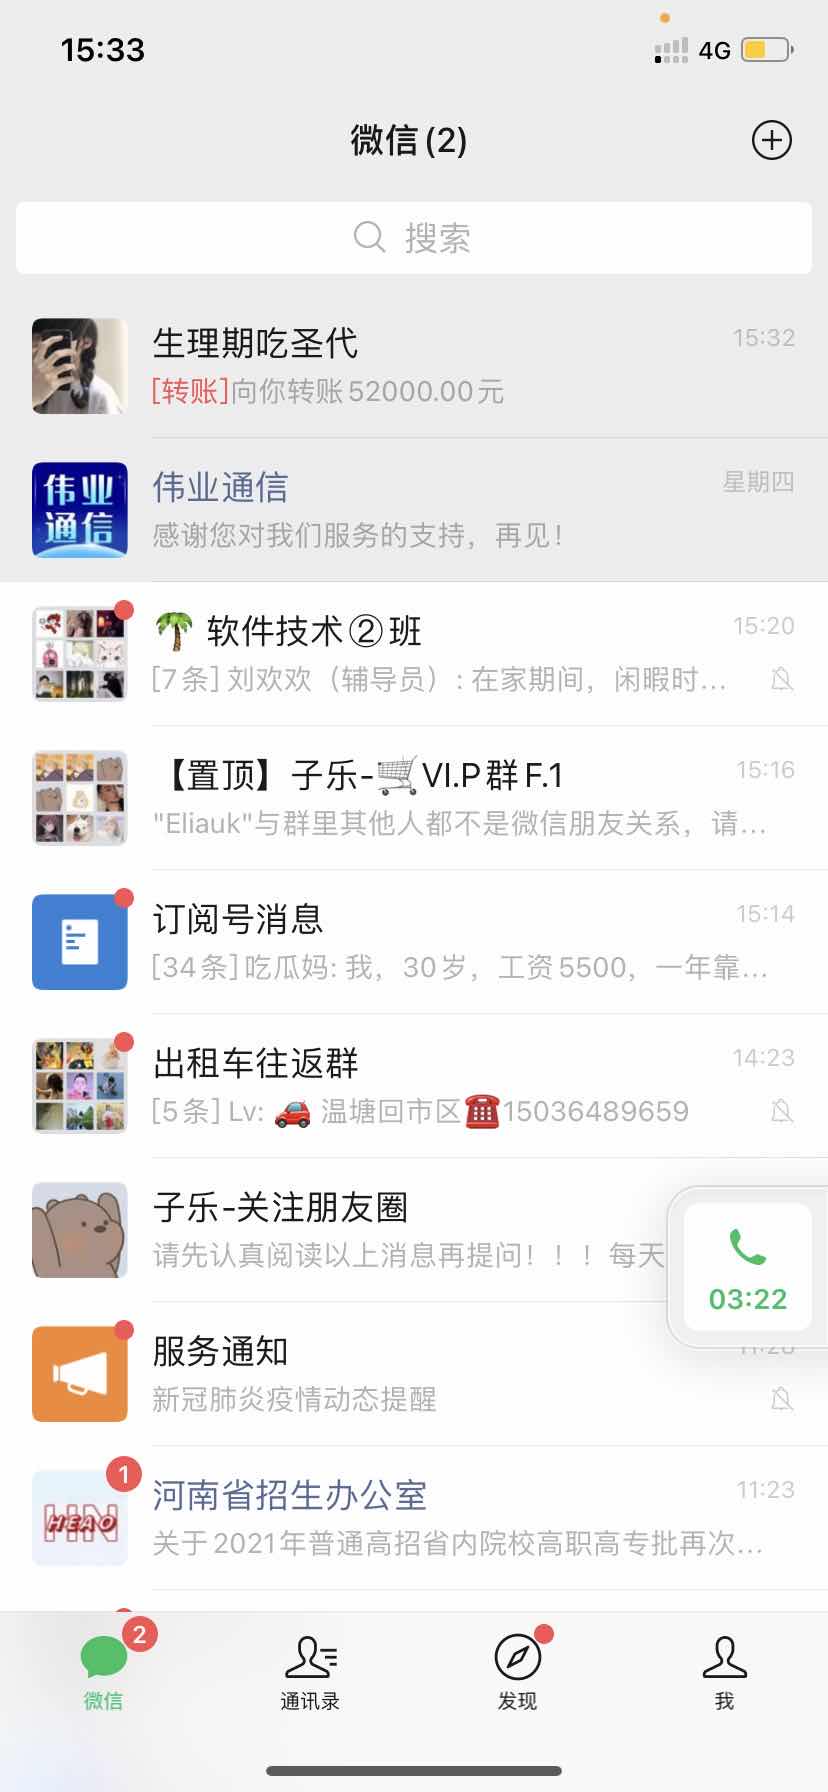 15:33
4G
微信(2)
搜索
生理期吃圣代
15:32
[转账]向你转账52000.00元
伟业通信
伟业通信
星期四
感谢您对我们服务的支持，再见！
🌴 软件技术②班
15:20
[7条] 刘欢欢（辅导员）: 在家期间，闲暇时...
【置顶】子乐-🛒VI.P群F.1
15:16
"Eliauk"与群里其他人都不是微信朋友关系，请...
订阅号消息
15:14
[34条]吃瓜妈: 我，30岁，工资5500，一年靠...
出租车往返群
14:23
[5条] Lv: 🚗 温塘回市区☎️15036489659
子乐-关注朋友圈
请先认真阅读以上消息再提问！！！每天
03:22
服务通知
新冠肺炎疫情动态提醒
1
HN
HEAO
河南省招生办公室
11:23
关于2021年普通高招省内院校高职高专批再次...
2
微信
通讯录
发现
我